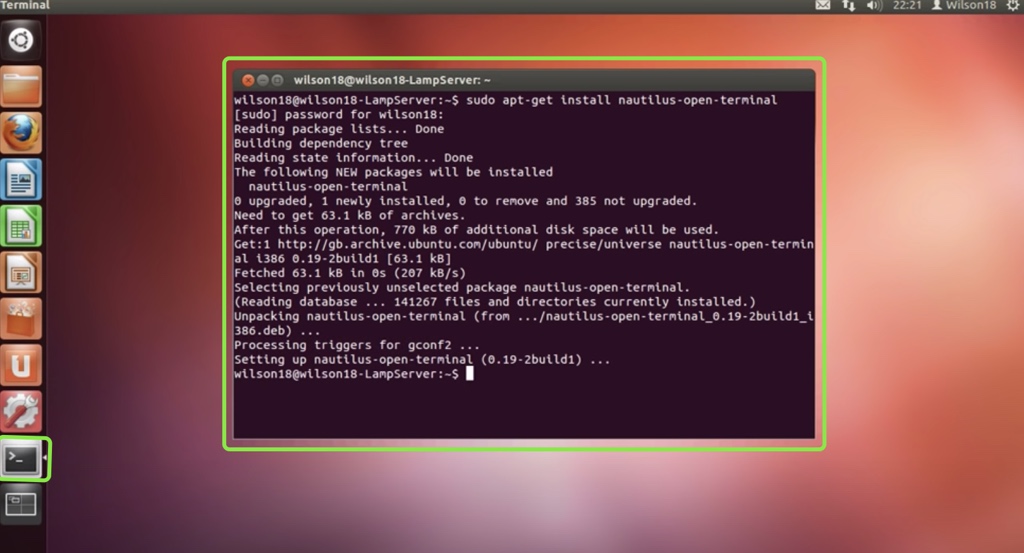 Terminal
22:21 Wilson18
wilson18@wilson18-LampServer: ~
wilson18@wilson18-LampServer:~$ sudo apt-get install nautilus-open-terminal
[sudo] password for wilson18:
Reading package lists... Done
Building dependency tree
Reading state information... Done
The following NEW packages will be installed
  nautilus-open-terminal
0 upgraded, 1 newly installed, 0 to remove and 385 not upgraded.
Need to get 63.1 kB of archives.
After this operation, 770 kB of additional disk space will be used.
Get:1 http://gb.archive.ubuntu.com/ubuntu/ precise/universe nautilus-open-termin
al i386 0.19-2build1 [63.1 kB]
Fetched 63.1 kB in 0s (207 kB/s)
Selecting previously unselected package nautilus-open-terminal.
(Reading database ... 141267 files and directories currently installed.)
Unpacking nautilus-open-terminal (from .../nautilus-open-terminal_0.19-2build1_i
386.deb) ...
Processing triggers for gconf2 ...
Setting up nautilus-open-terminal (0.19-2build1) ...
wilson18@wilson18-LampServer:~$